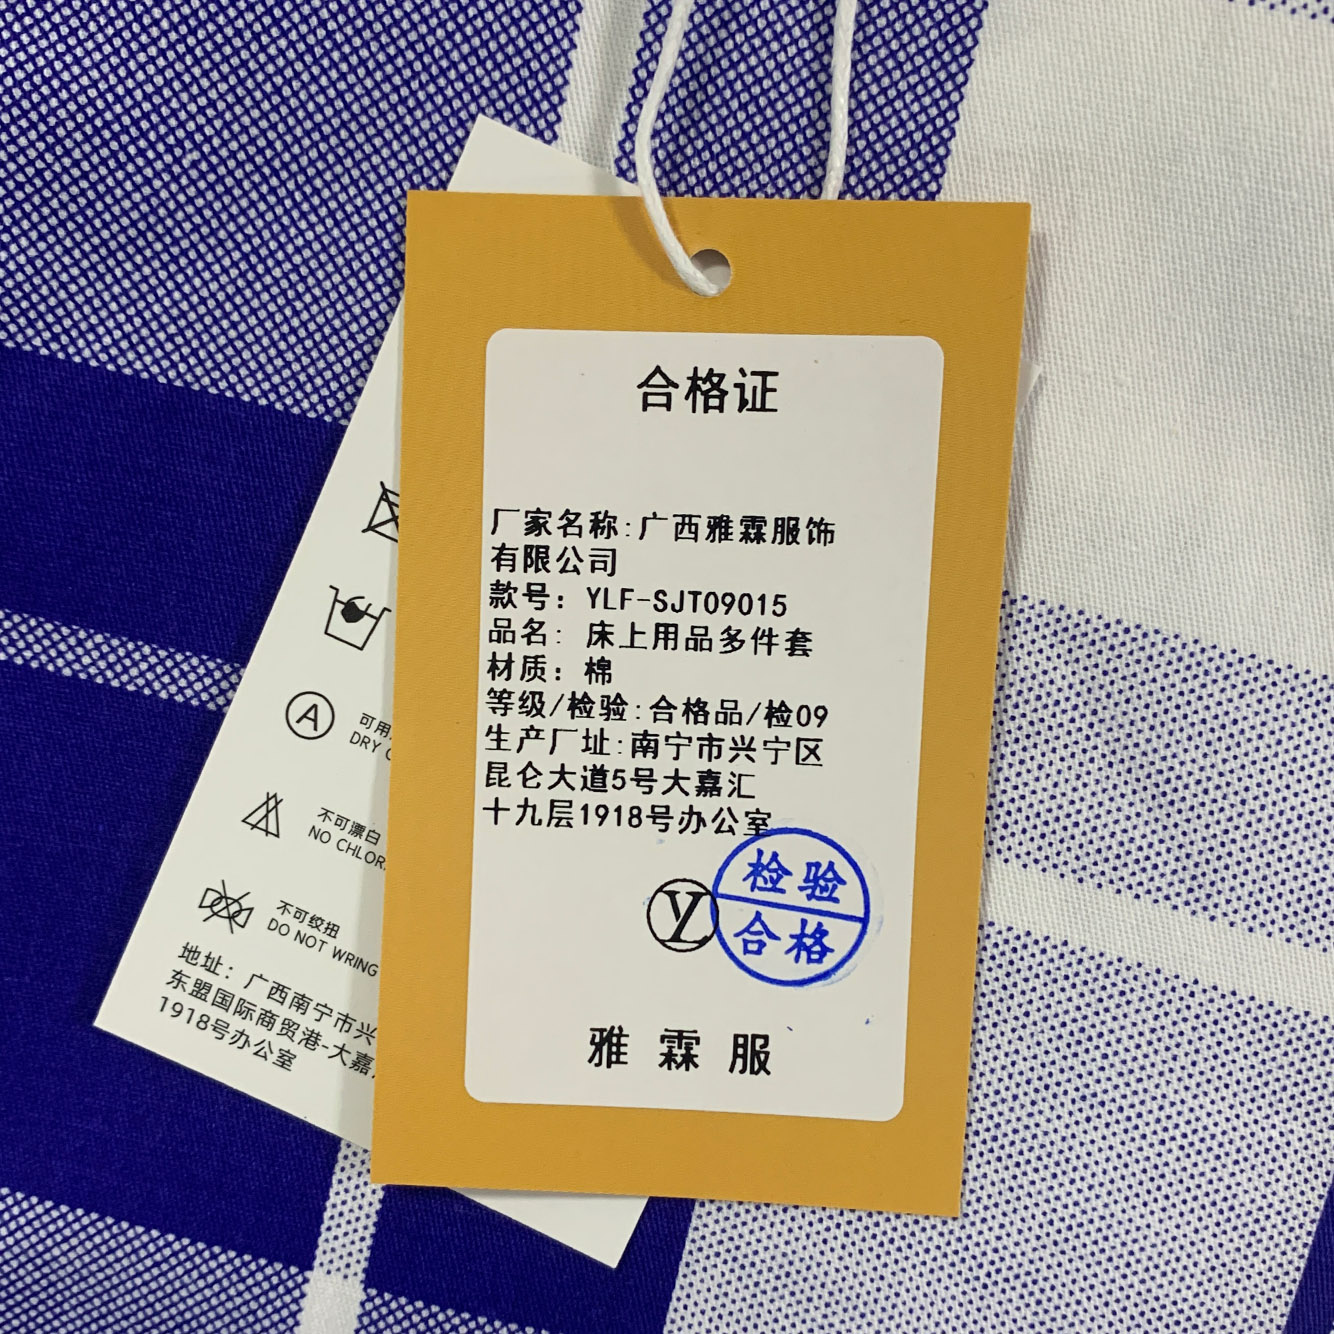 合格证
厂家名称:广西雅霖服饰
有限公司
款号：YLF-SJT09015
品名：床上用品多件套
材质：棉
等级/检验:合格品/检09
生产厂址:南宁市兴宁区
昆仑大道5号大嘉汇
十九层1918号办公室
检验
合格
Y
雅霖服
A
可用
DRY
不可漂白
NO CHLOR
不可绞扭
DO NOT WRING
地址：广西南宁市兴
东盟国际商贸港-大嘉
1918号办公室